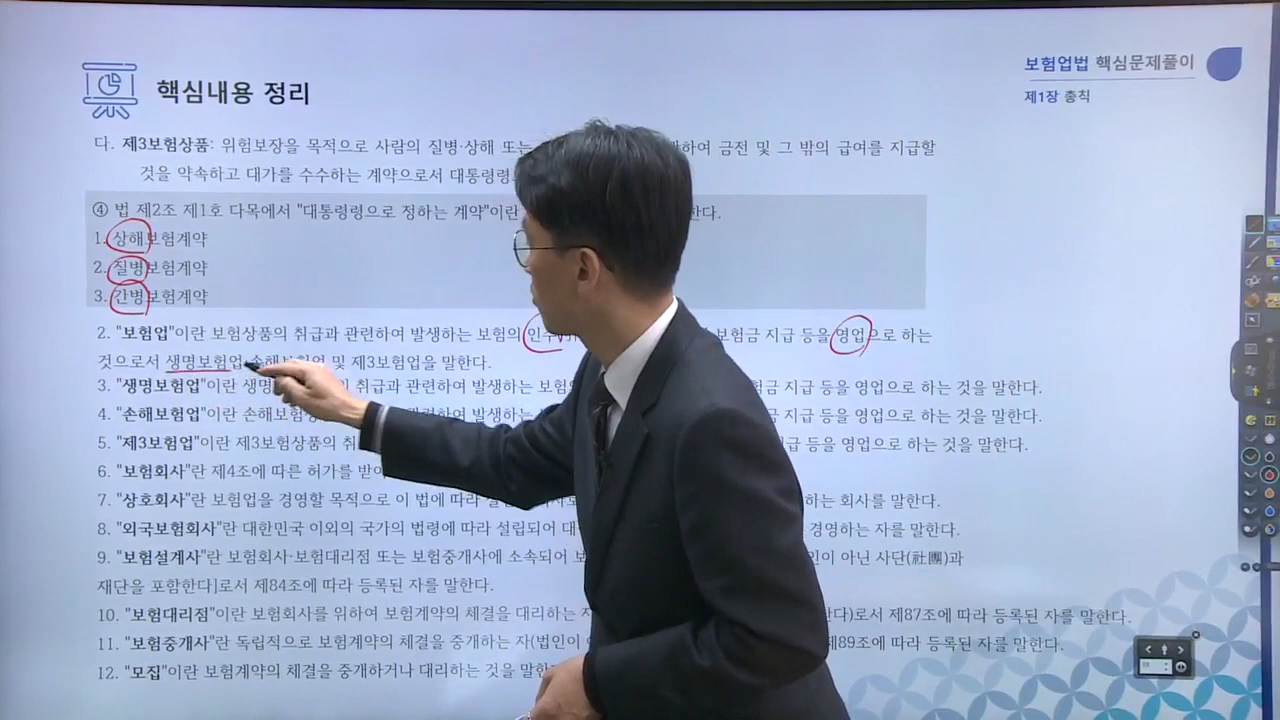 보험업법 핵심문제풀이
제1장 총칙
핵심내용 정리
다. 제3보험상품: 위험보장을 목적으로 사람의 질병·상해 또는 하여 금전 및 그 밖의 급여를 지급할
것을 약속하고 대가를 수수하는 계약으로서 대통령령
④ 법 제2조 제1호 다목에서 "대통령령으로 정하는 계약"이란 한다.
1. 상해보험계약
2. 질병보험계약
3. 간병보험계약
2. "보험업"이란 보험상품의 취급과 관련하여 발생하는 보험의 인수 보험금 지급 등을 영업으로 하는
것으로서 생명보험업·손해보험업 및 제3보험업을 말한다.
3. "생명보험업"이란 생명 취급과 관련하여 발생하는 보험 지급 등을 영업으로 하는 것을 말한다.
4. "손해보험업"이란 손해보험 발생하는 지급 등을 영업으로 하는 것을 말한다.
5. "제3보험업"이란 제3보험상품의 등을 영업으로 하는 것을 말한다.
6. "보험회사"란 제4조에 따른 허가를 받아
7. "상호회사"란 보험업을 경영할 목적으로 이 법에 따라 하는 회사를 말한다.
8. "외국보험회사"란 대한민국 이외의 국가의 법령에 따라 설립되어 경영하는 자를 말한다.
9. "보험설계사"란 보험회사·보험대리점 또는 보험중개사에 소속되어 아닌 사단(社團)과
재단을 포함한다]로서 제84조에 따라 등록된 자를 말한다.
10. "보험대리점"이란 보험회사를 위하여 보험계약의 체결을 대리하는 로서 제87조에 따라 등록된 자를 말한다.
11. "보험중개사"란 독립적으로 보험계약의 체결을 중개하는 자(법인이 제89조에 따라 등록된 자를 말한다.
12. "모집"이란 보험계약의 체결을 중개하거나 대리하는 것을